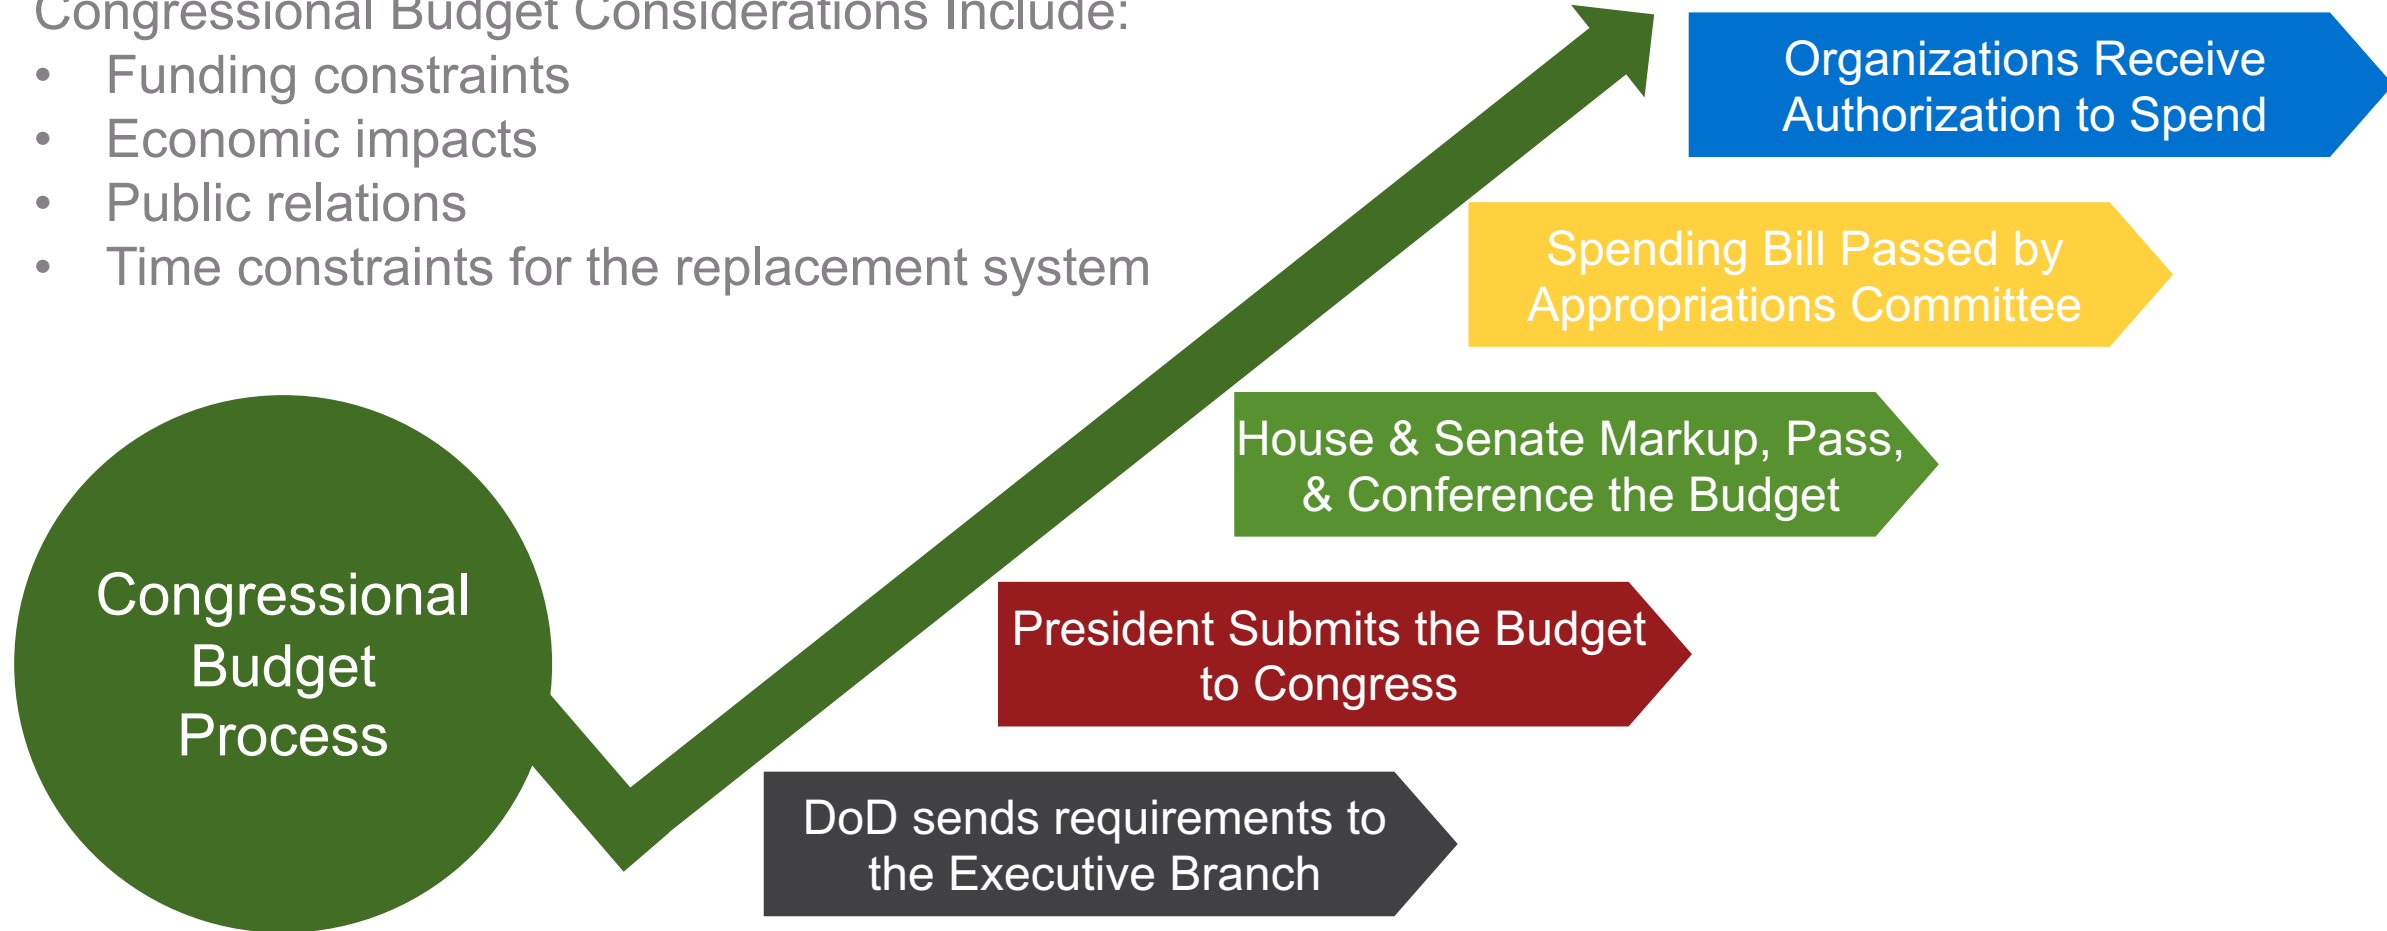 Congressional Budget Considerations Include:
• Funding constraints
• Economic impacts
• Public relations
• Time constraints for the replacement system
Organizations Receive
Authorization to Spend
Spending Bill Passed by
Appropriations Committee
House & Senate Markup, Pass,
& Conference the Budget
President Submits the Budget
to Congress
DoD sends requirements to
the Executive Branch
Congressional
Budget
Process